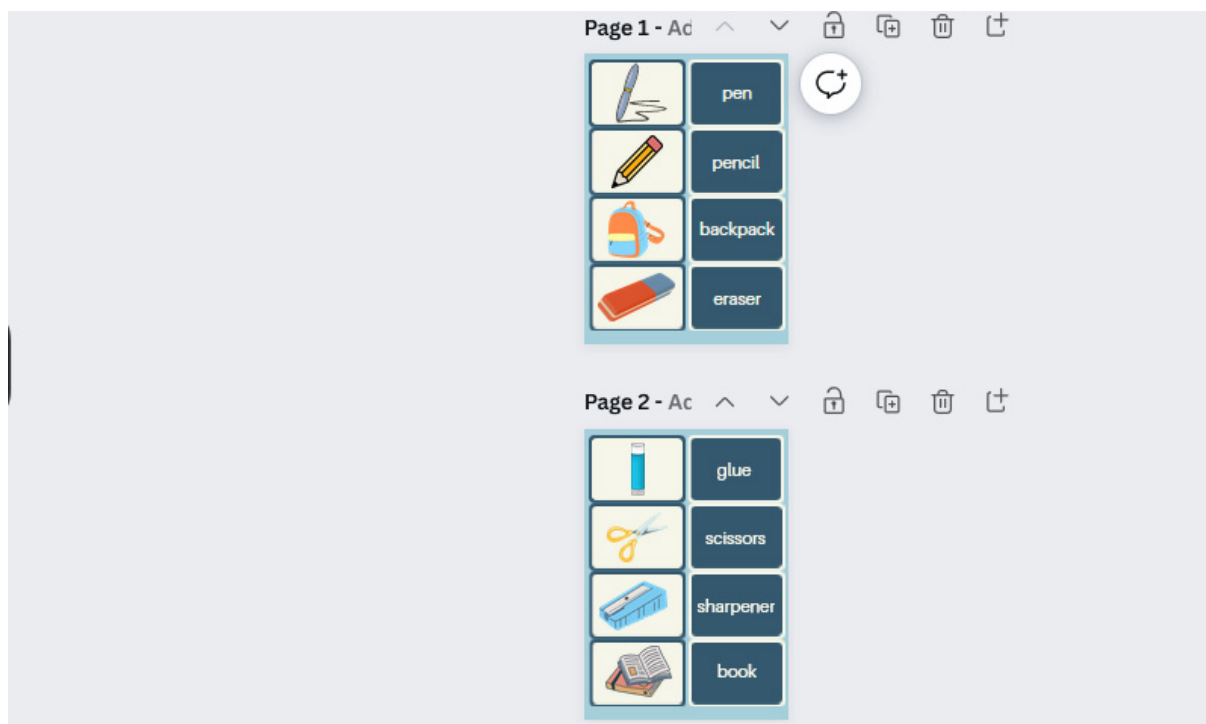 Page 1 - Ad
pen
pencil
backpack
eraser
Page 2 - Ad
glue
scissors
sharpener
book